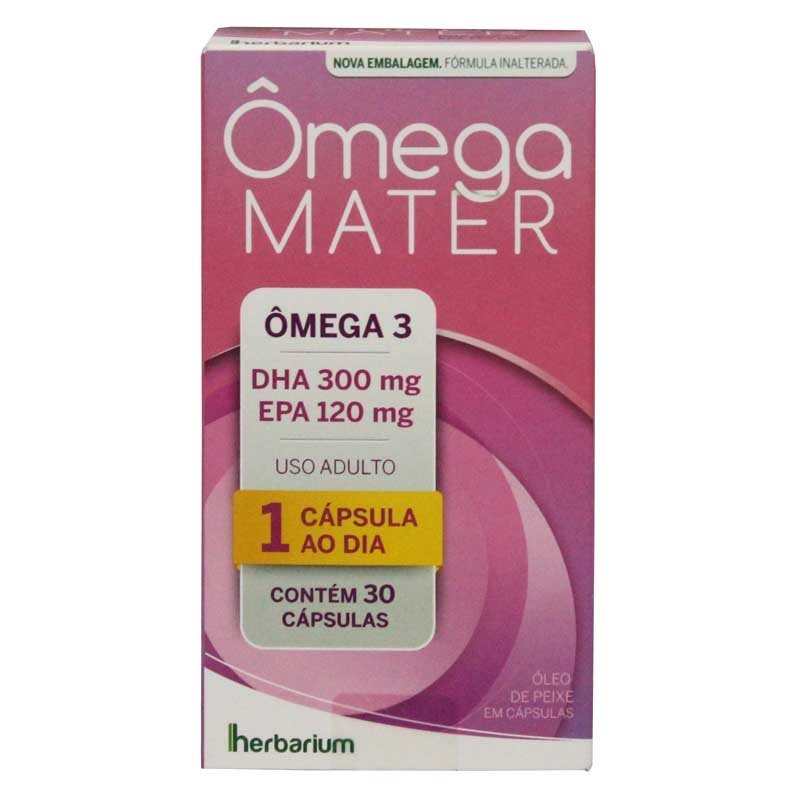 MATER
herbarium
NOVA EMBALAGEM. FÓRMULA INALTERADA.
Ômega
MATER
ÔMEGA 3
DHA 300 mg
EPA 120 mg
USO ADULTO
1 CÁPSULA
AO DIA
CONTÉM 30
CÁPSULAS
ÓLEO
DE PEIXE
EM CÁPSULAS
herbarium